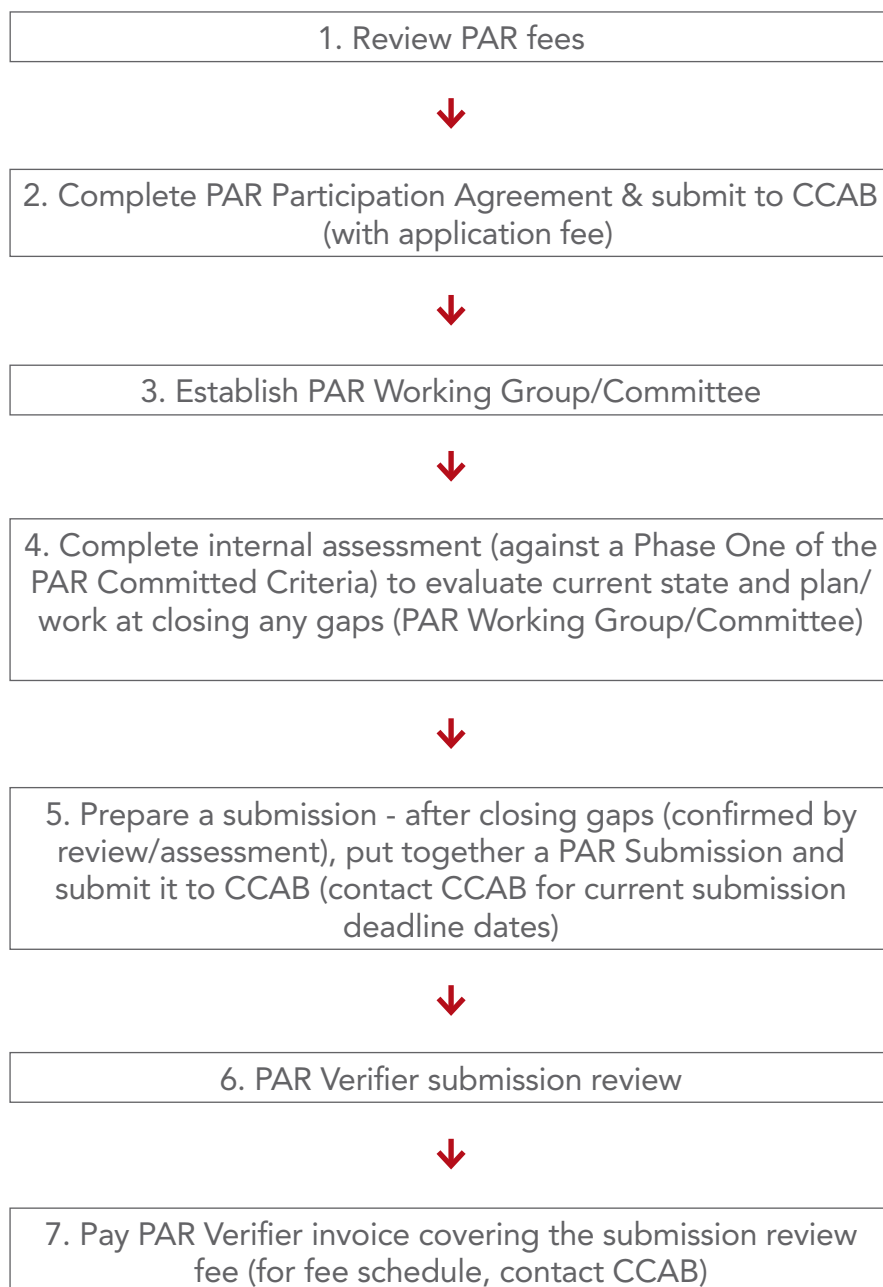 1. Review PAR fees
2. Complete PAR Participation Agreement & submit to CCAB
(with application fee)
3. Establish PAR Working Group/Committee
4. Complete internal assessment (against a Phase One of the
PAR Committed Criteria) to evaluate current state and plan/
work at closing any gaps (PAR Working Group/Committee)
5. Prepare a submission - after closing gaps (confirmed by
review/assessment), put together a PAR Submission and
submit it to CCAB (contact CCAB for current submission
deadline dates)
6. PAR Verifier submission review
7. Pay PAR Verifier invoice covering the submission review
fee (for fee schedule, contact CCAB)